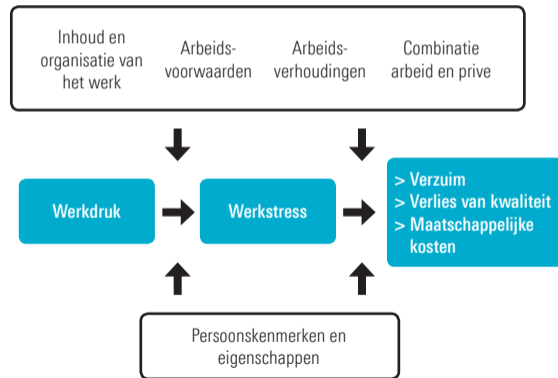 Inhoud en
organisatie van
het werk
Arbeids-
voorwaarden
Arbeids-
verhoudingen
Combinatie
arbeid en prive
Werkdruk
Werkstress
> Verzuim
> Verlies van kwaliteit
> Maatschappelijke
kosten
Persoonskenmerken en
eigenschappen